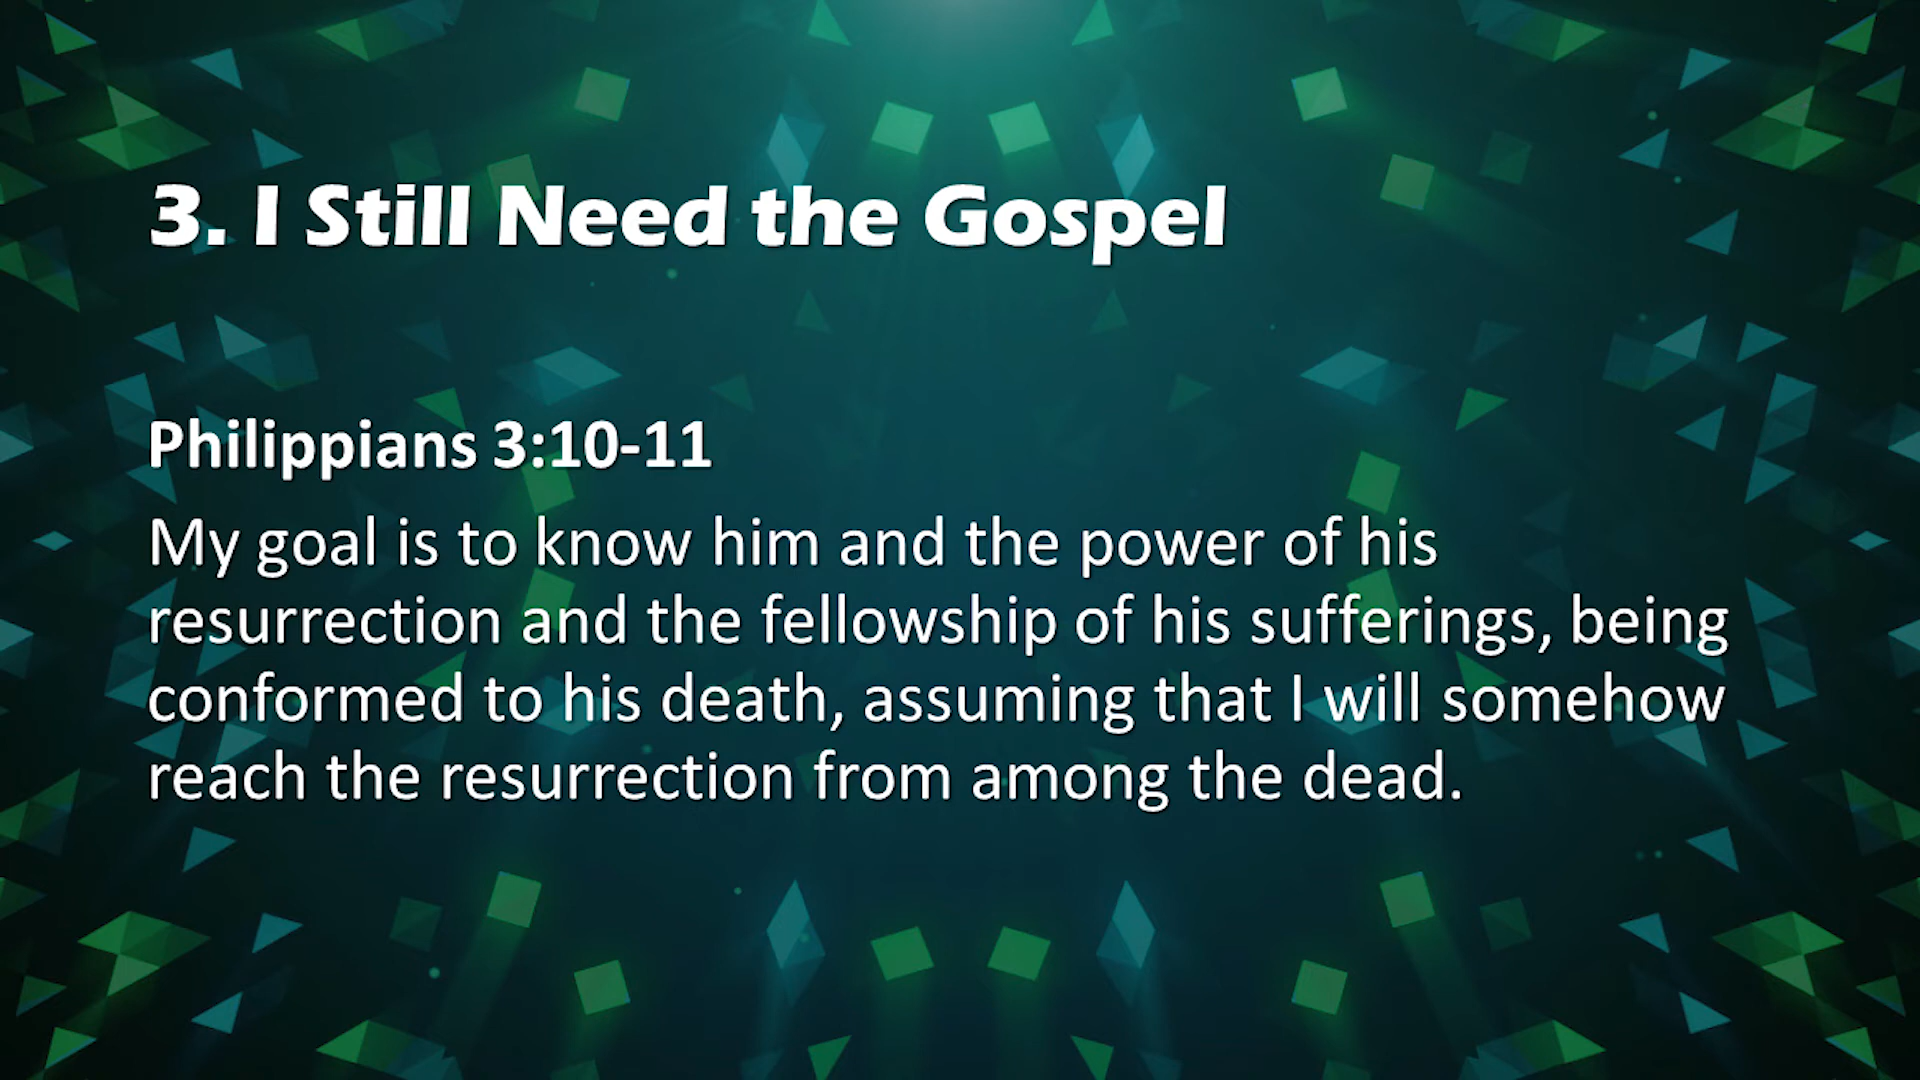 3. I Still Need the Gospel
Philippians 3:10-11
My goal is to know him and the power of his
resurrection and the fellowship of his sufferings, being
conformed to his death, assuming that I will somehow
reach the resurrection from among the dead.